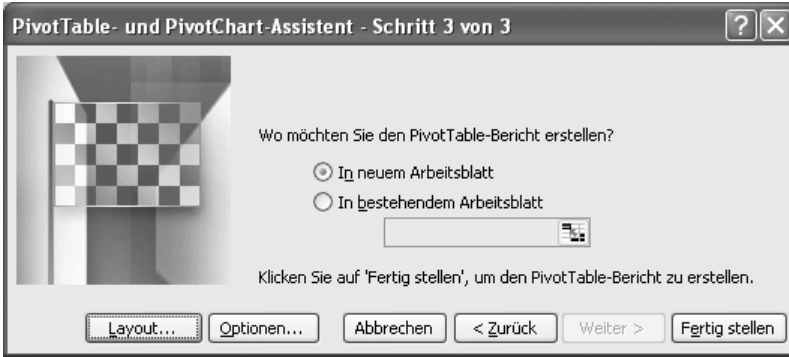 PivotTable- und PivotChart-Assistent - Schritt 3 von 3
Wo möchten Sie den PivotTable-Bericht erstellen?
In neuem Arbeitsblatt
In bestehendem Arbeitsblatt
Klicken Sie auf 'Fertig stellen', um den PivotTable-Bericht zu erstellen.
Layout... Optionen... Abbrechen < Zurück Weiter > Fertig stellen